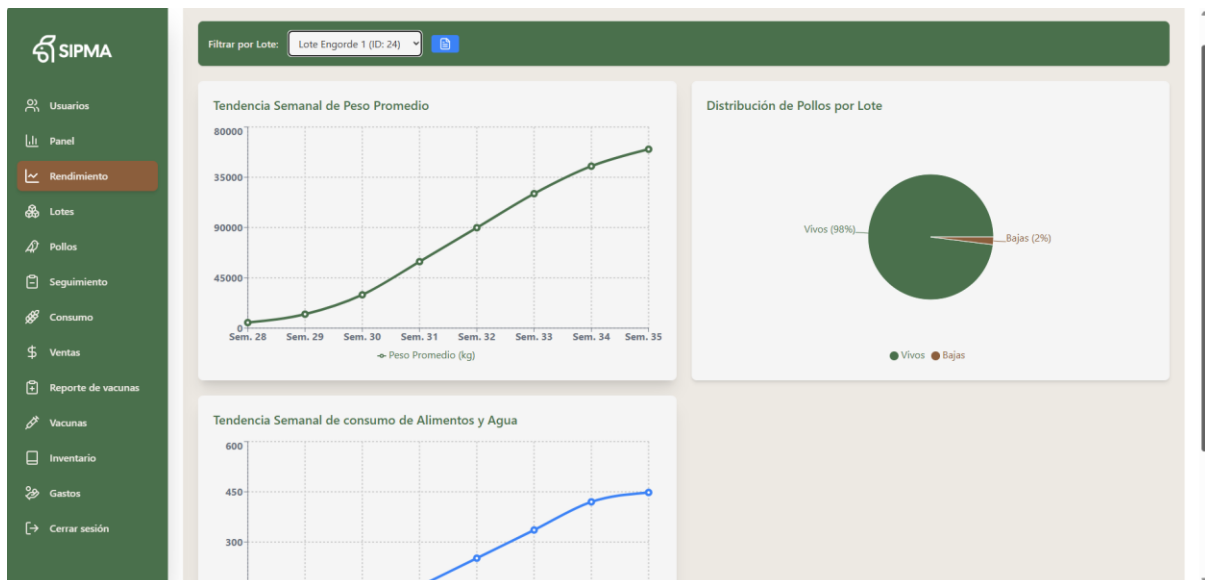 SIPMA
Usuarios
Panel
Rendimiento
Lotes
Pollos
Seguimiento
Consumo
Ventas
Reporte de vacunas
Vacunas
Inventario
Gastos
Cerrar sesión
Filtrar por Lote: Lote Engorde 1 (ID: 24)
Tendencia Semanal de Peso Promedio
80000
35000
90000
45000
0
Sem. 28 Sem. 29 Sem. 30 Sem. 31 Sem. 32 Sem. 33 Sem. 34 Sem. 35
Peso Promedio (kg)
Distribución de Pollos por Lote
Vivos (98%)
Bajas (2%)
Vivos Bajas
Tendencia Semanal de consumo de Alimentos y Agua
600
450
300